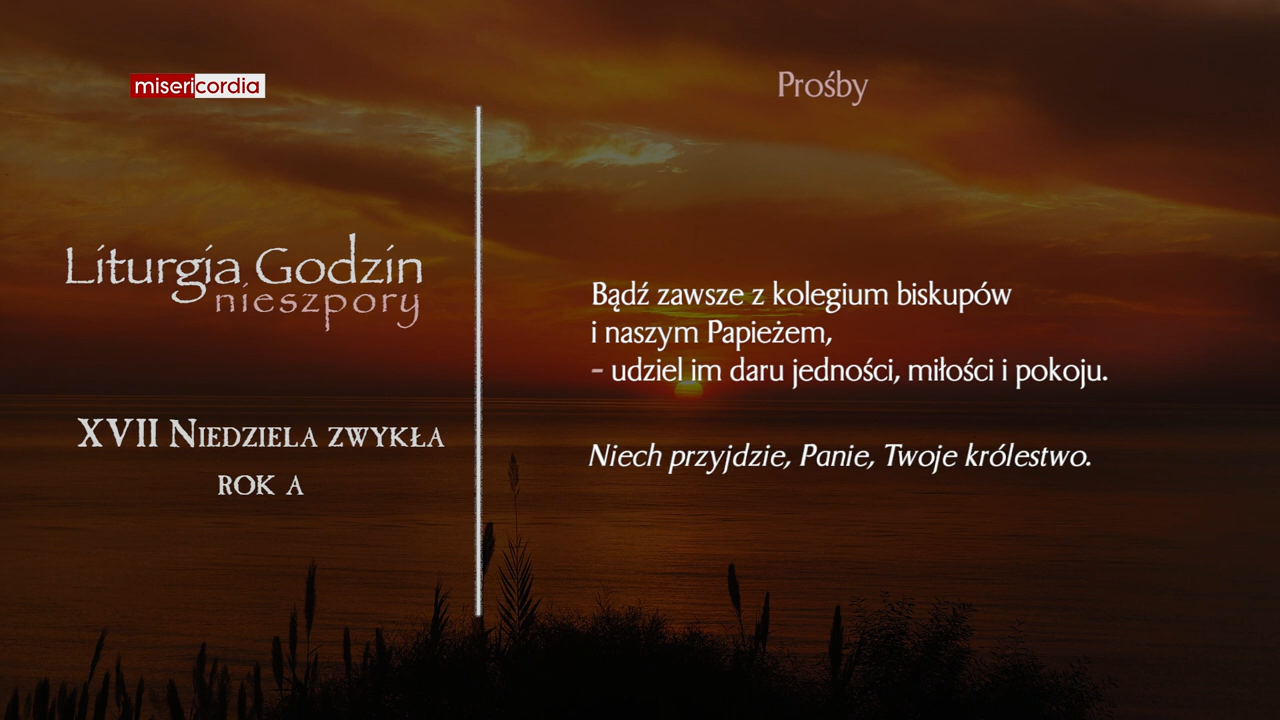 misericordia
Prośby
Liturgia Godzin
nieszpory
XVII Niedziela zwykła
rok A
Bądź zawsze z kolegium biskupów
i naszym Papieżem,
- udziel im daru jedności, miłości i pokoju.
Niech przyjdzie, Panie, Twoje królestwo.